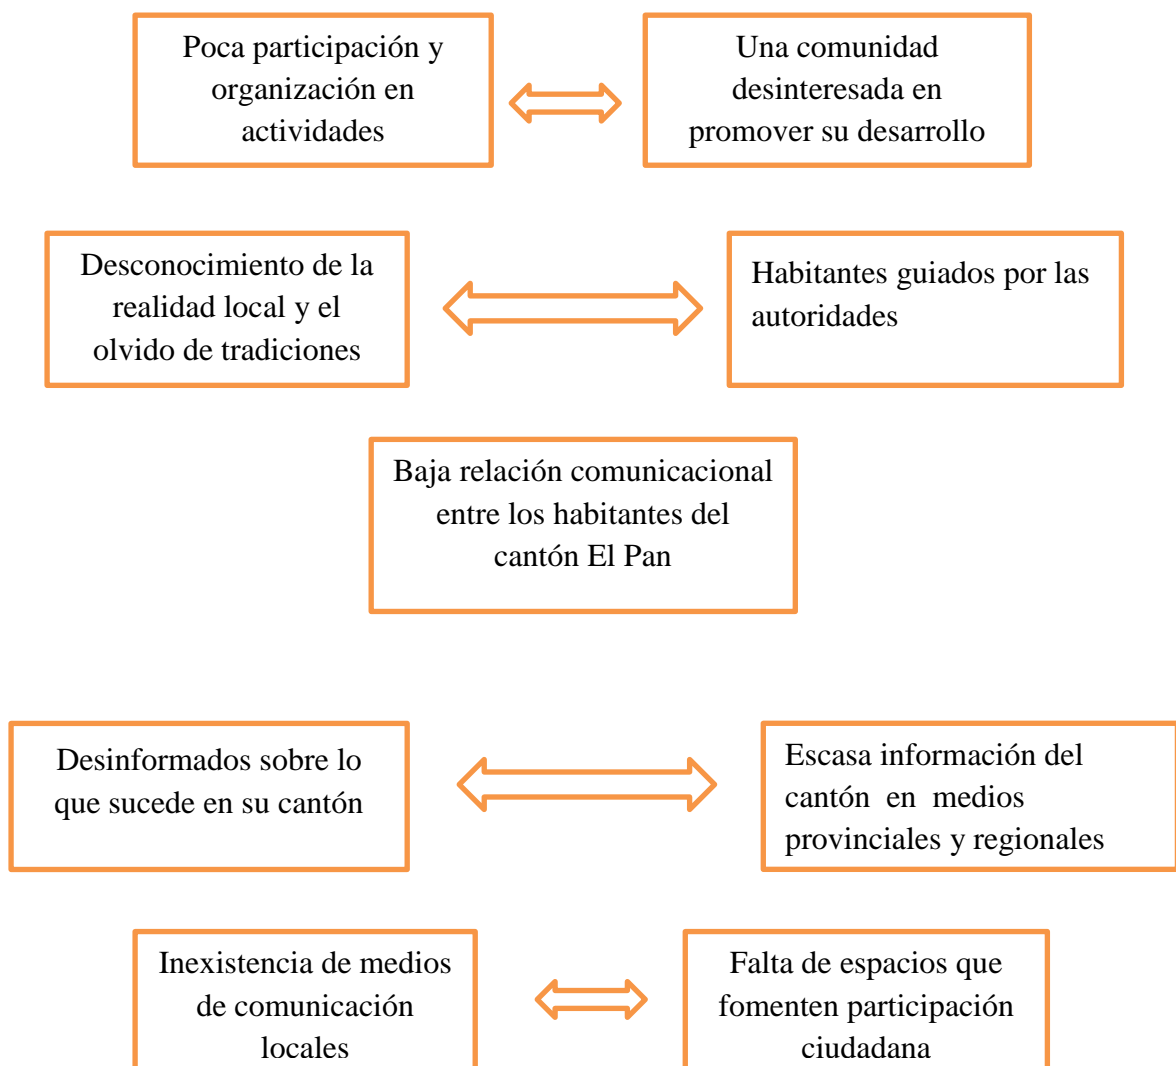 Poca participación y
organización en
actividades
Una comunidad
desinteresada en
promover su desarrollo
Desconocimiento de la
realidad local y el
olvido de tradiciones
Habitantes guiados por las
autoridades
Baja relación comunicacional
entre los habitantes del
cantón El Pan
Desinformados sobre lo
que sucede en su cantón
Escasa información del
cantón en medios
provinciales y regionales
Inexistencia de medios
de comunicación
locales
Falta de espacios que
fomenten participación
ciudadana